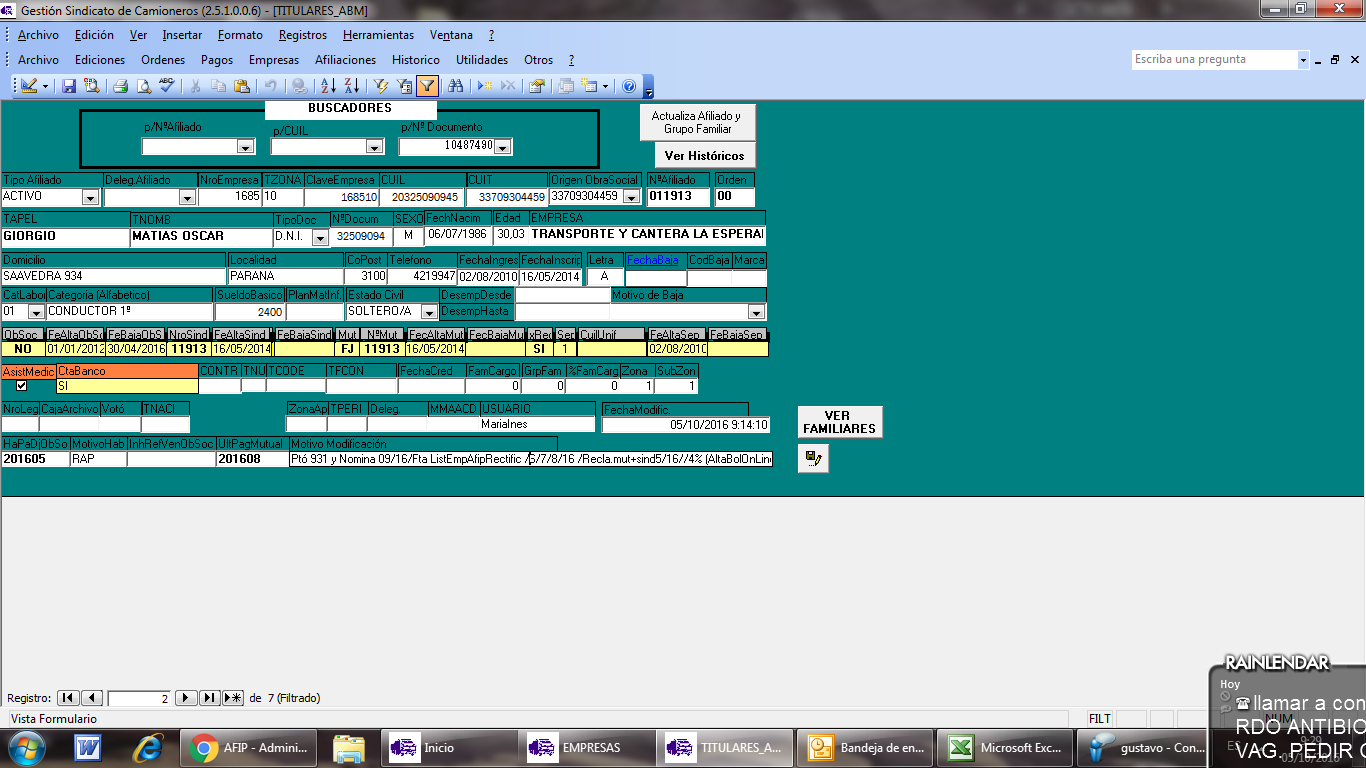 Gestión Sindicato de Camioneros (2.5.1.0.0.6) - [TITULARES_ABM]
Archivo Edición Ver Insertar Formato Registros Herramientas Ventana ?
Archivo Ediciones Ordenes Pagos Empresas Afiliaciones Historico Utilidades Otros ? Escriba una pregunta
BUSCADORES
p/NºAfiliado p/CUIL p/Nº Documento
10487490
Actualiza Afiliado y
Grupo Familiar
Ver Históricos
Tipo Afiliado Deleg.Afiliado NroEmpresa TZONA ClaveEmpresa CUIL CUIT Origen ObraSocial NºAfiliado Orden
ACTIVO 1685 10 168510 20325090945 33709304459 33709304459 011913 00
TAPEL TNOMB TipoDoc NºDocum SEXO FechNacim Edad EMPRESA
GIORGIO MATIAS OSCAR D.N.I. 32509094 M 06/07/1986 30,03 TRANSPORTE Y CANTERA LA ESPERA
Domicilio Localidad CoPost Telefono FechaIngres FechaInscrip Letra FechaBaja CodBaja Marca
SAAVEDRA 934 PARANA 3100 4219947 02/08/2010 16/05/2014 A
CatLabor Categoria (Alfabetico) SueldoBasico PlanMatInf. Estado Civil DesempDesde Motivo de Baja
01 CONDUCTOR 1º 2400 SOLTERO/A DesempHasta
ObSoc FeAltaObSo FeBajaObS NroSind FeAltaSind FeBajaSind Mut NºMut FecAltaMut FecBajaMu xRec Sep CuilUnif FeAltaSep FeBajaSep
NO 01/01/2012 30/04/2016 11913 16/05/2014 FJ 11913 16/05/2014 SI 1 02/08/2010
AsistMedic CtaBanco CONTR TNU TCODE TFCON FechaCred FamCargo GrpFam %FamCarg Zona SubZon
SI 0 0 0 1 1
NroLeg CajaArchivo Votó TNACI ZonaAp TPERI Deleg. MMAACD USUARIO FechaModific.
MariaInes 05/10/2016 9:14:10
VER
FAMILIARES
HaPaDjObSo MotivoHab InhRefVenObSoc UltPagMutual Motivo Modificación
201605 RAP 201608 Ptó 931 y Nomina 09/16/Fta ListEmpAfipRectific /6/7/8/16 /Recla.mut+sind5/16//4% (AltaBolOnLine
Registro: 2 de 7 (Filtrado)
Vista Formulario FILT NUM
RAINLENDAR
Hoy
llamar a con
RDO ANTIBIO
VAG. PEDIR
AFIP - Admini... Inicio EMPRESAS TITULARES_A... Bandeja de en... Microsoft Exc... gustavo - Con... ES 9:29
05/10/2016